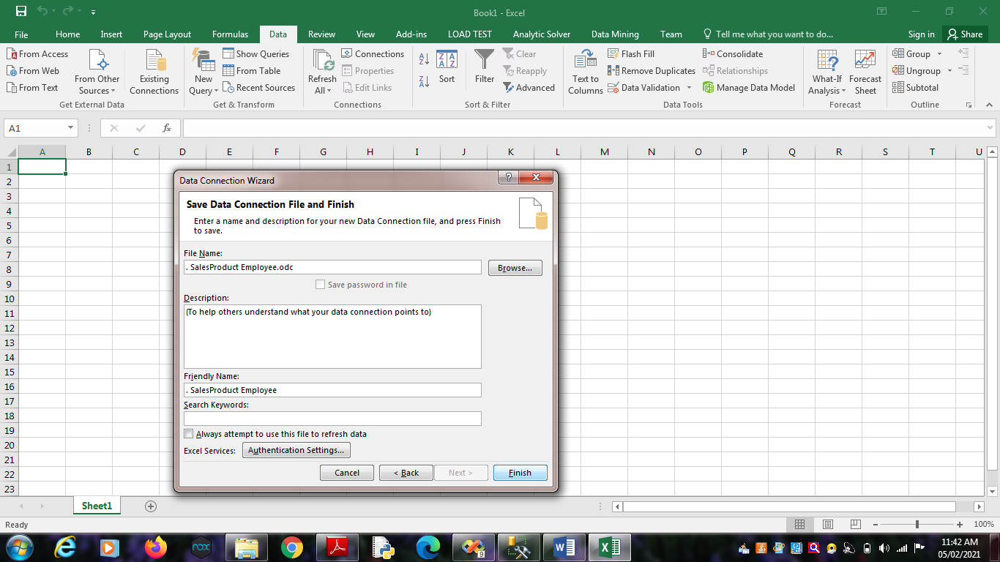 Book1 - Excel
File Home Insert Page Layout Formulas Data Review View Add-ins LOAD TEST Analytic Solver Data Mining Team Tell me what you want to do... Sign in Share
From Access
From Web
From Text
From Other Sources
Existing Connections
Get External Data
New Query
Show Queries
From Table
Recent Sources
Get & Transform
Refresh All
Connections
Properties
Edit Links
Connections
A Z
Z A
Z A A Z
Sort
Filter
Clear
Reapply
Advanced
Sort & Filter
Text to Columns
Flash Fill
Remove Duplicates
Data Validation
Consolidate
Relationships
Manage Data Model
Data Tools
What-If Analysis
Forecast Sheet
Forecast
Group
Ungroup
Subtotal
Outline
A1 fx
A B C D E F G H I J K L M N O P Q R S T U
1
2
3
4
5
6
7
8
9
10
11
12
13
14
15
16
17
18
19
20
21
22
23
Data Connection Wizard ?
Save Data Connection File and Finish
Enter a name and description for your new Data Connection file, and press Finish
to save.
File Name:
. SalesProduct Employee.odc Browse...
Save password in file
Description:
(To help others understand what your data connection points to)
Friendly Name:
. SalesProduct Employee
Search Keywords:
Always attempt to use this file to refresh data
Excel Services: Authentication Settings...
Cancel < Back Next > Finish
Sheet1
Ready 100%
nox
9
11:42 AM
05/02/2021